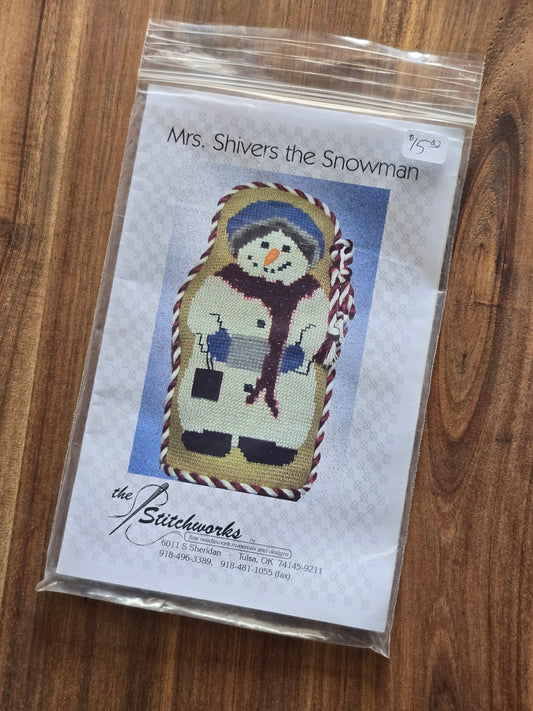 $15.00
Mrs. Shivers the Snowman
the
Stitchworks™
fine needlework materials and designs
6011 S Sheridan - Tulsa, OK 74145-9211
918-496-3389, 918-481-1055 (fax)